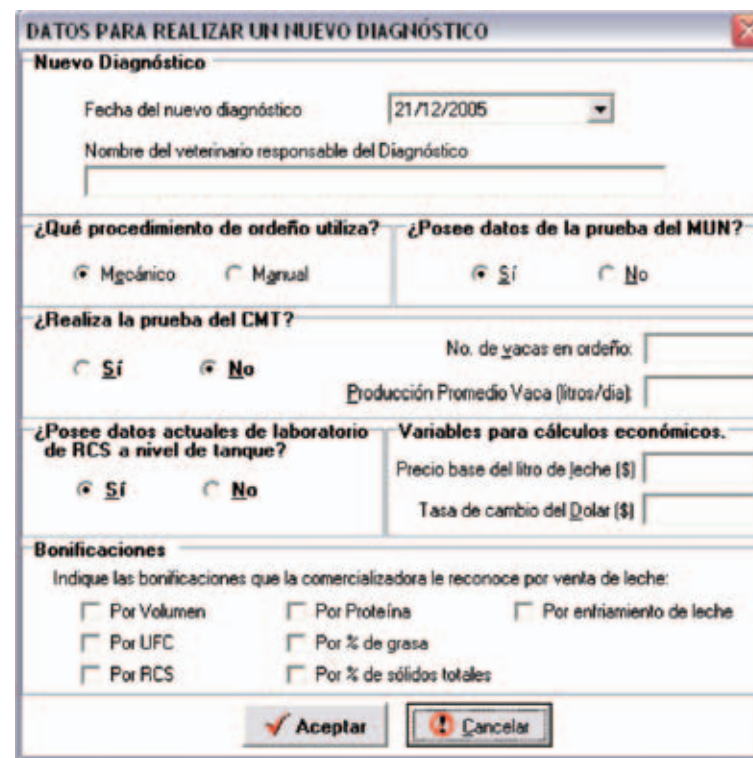 DATOS PARA REALIZAR UN NUEVO DIAGNÓSTICO
Nuevo Diagnóstico
Fecha del nuevo diagnóstico 21/12/2005
Nombre del veterinario responsable del Diagnóstico
¿Qué procedimiento de ordeño utiliza?
Mecánico Manual
¿Posee datos de la prueba del MUN?
Sí No
¿Realiza la prueba del CMT?
Sí No
No. de vacas en ordeño:
Producción Promedio Vaca (litros/dia):
¿Posee datos actuales de laboratorio
de RCS a nivel de tanque?
Sí No
Variables para cálculos económicos.
Precio base del litro de leche ($)
Tasa de cambio del Dolar ($)
Bonificaciones
Indique las bonificaciones que la comercializadora le reconoce por venta de leche:
Por Volumen Por Proteína Por enfriamiento de leche
Por UFC Por % de grasa
Por RCS Por % de sólidos totales
Aceptar Cancelar